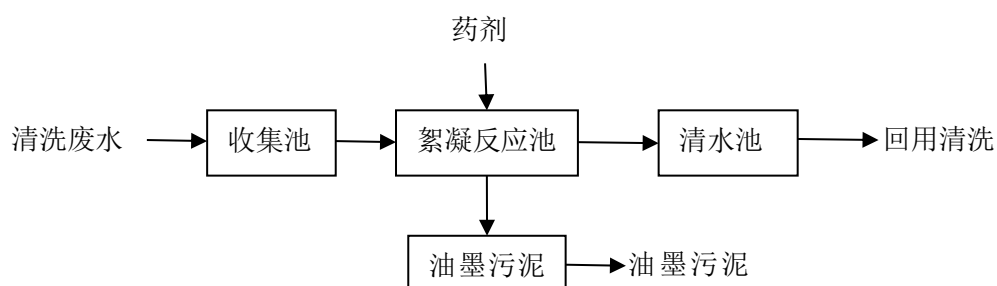 药剂
清洗废水
收集池
絮凝反应池
清水池
回用清洗
油墨污泥
油墨污泥